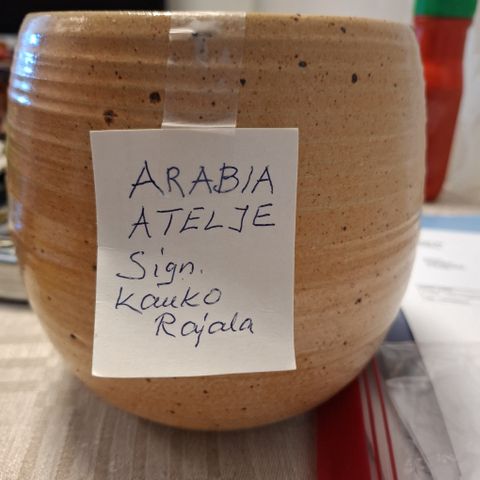 ARABIA
ATELJE
Sign.
Kauko
Rajala